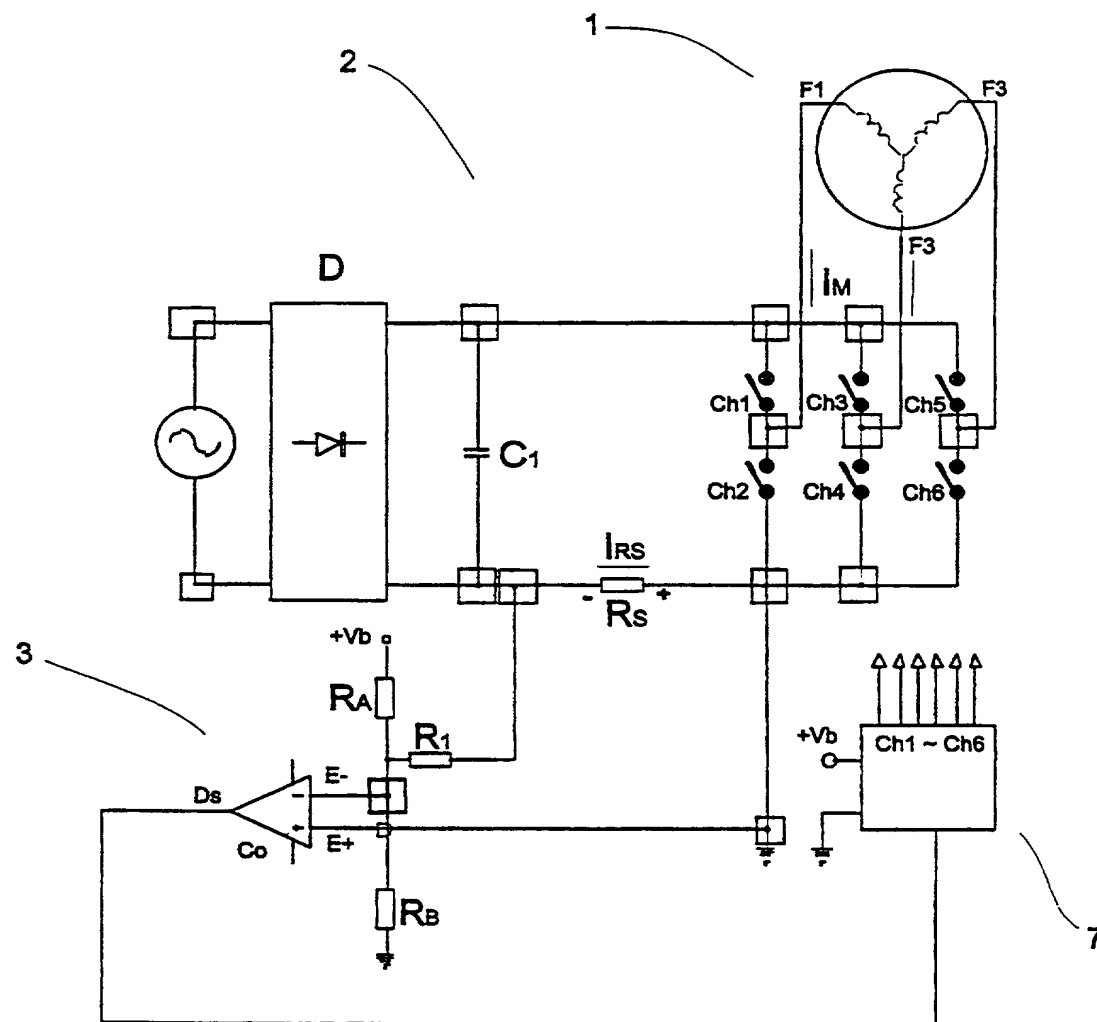 1
2
F1
F3
F3
D
IM
Ch1
Ch3
Ch5
C1
Ch2
Ch4
Ch6
IRS
- +
RS
+Vb
3
RA
+Vb
Ch1 ~ Ch6
R1
E-
Ds
-
+
E+
Co
RB
7